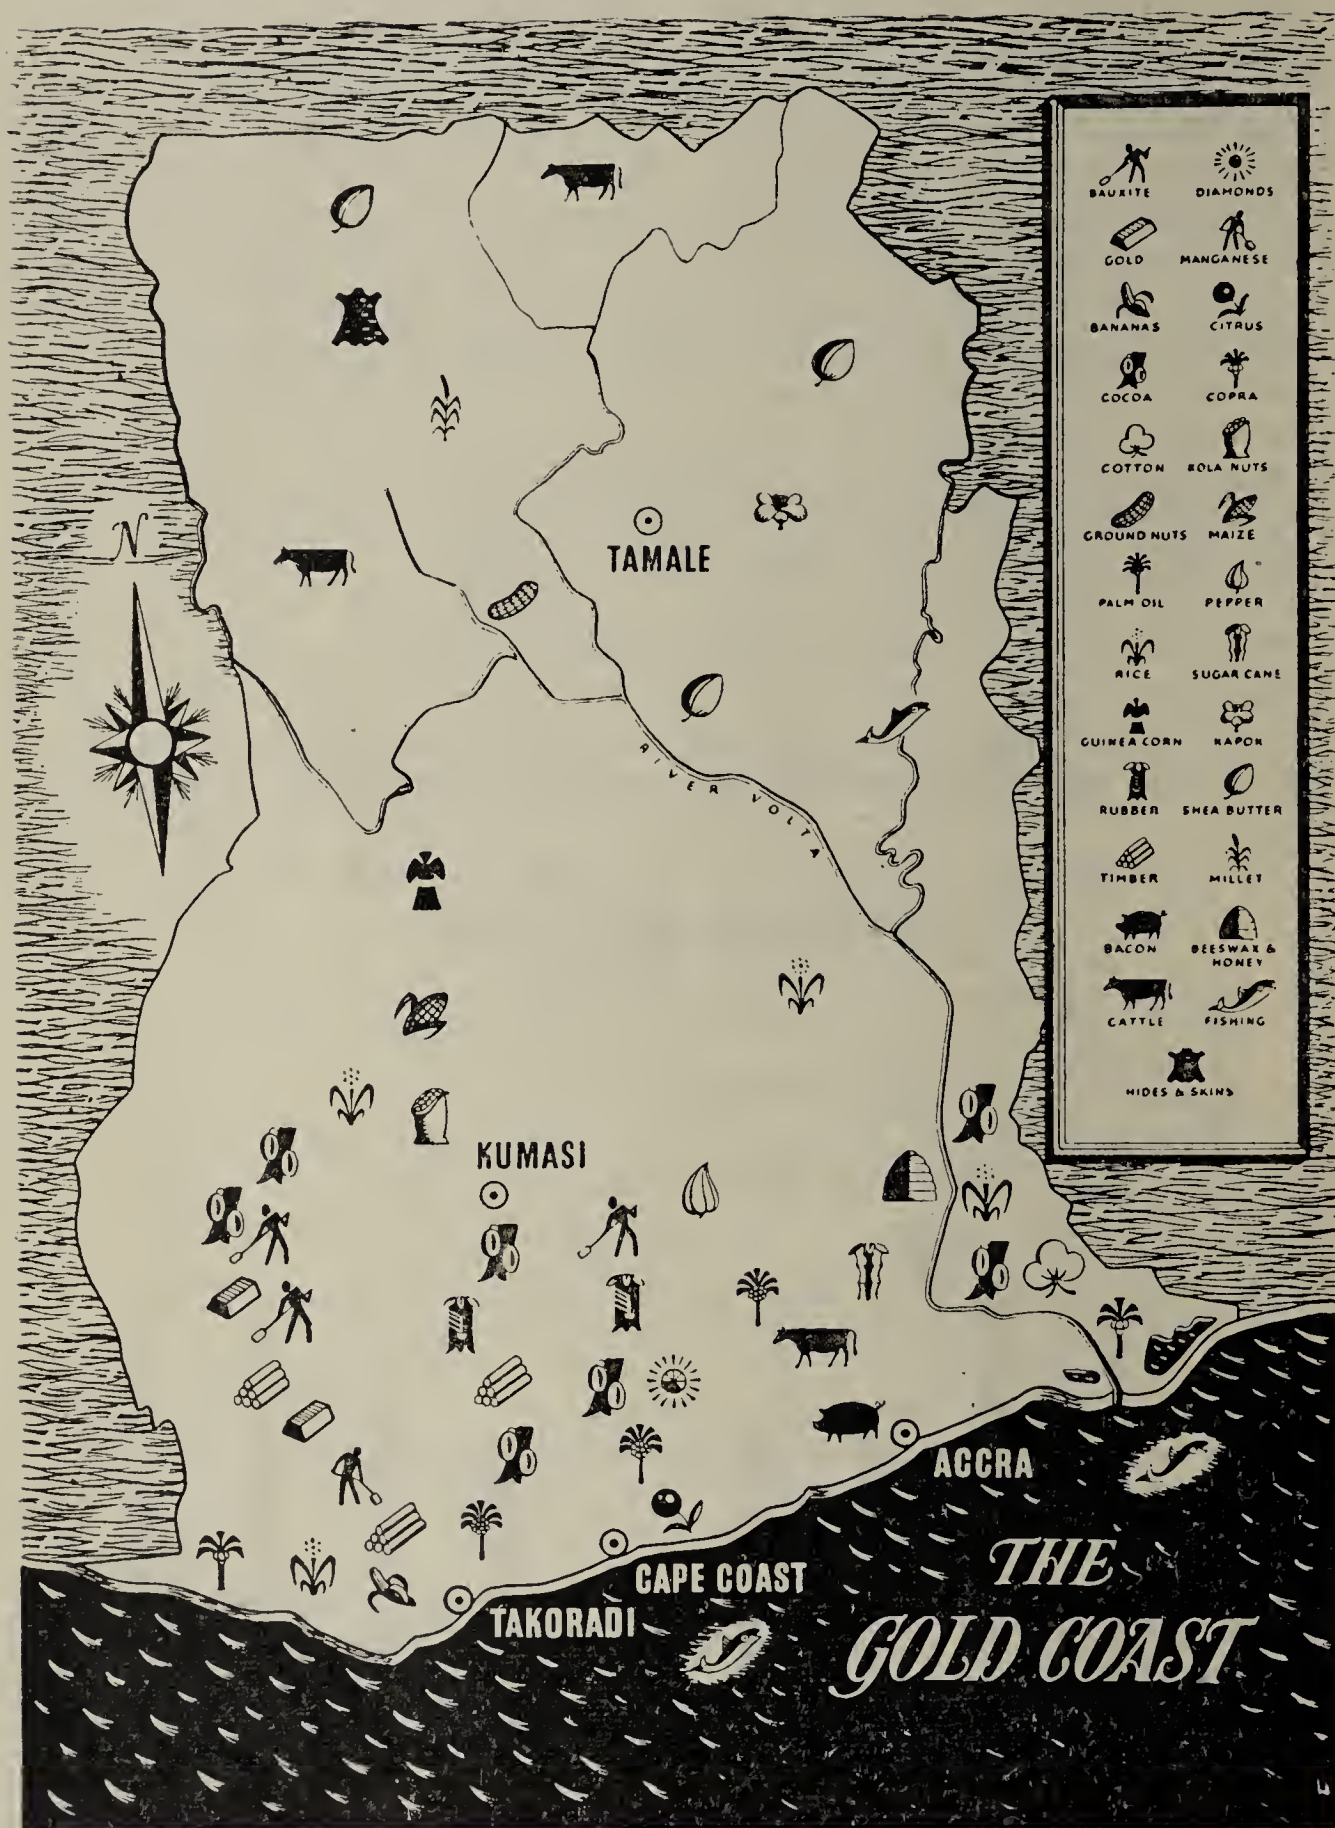 BAUXITE DIAMONDS
GOLD MANGANESE
BANANAS CITRUS
COCOA COPRA
COTTON KOLA NUTS
GROUND NUTS MAIZE
PALM OIL PEPPER
RICE SUGAR CANE
GUINEA CORN KAPOK
RUBBER SHEA BUTTER
TIMBER MILLET
BACON BEESWAX &
HONEY
CATTLE FISHING
HIDES & SKINS
N
TAMALE
RIVER VOLTA
KUMASI
ACCRA
CAPE COAST
TAKORADI
THE
GOLD COAST